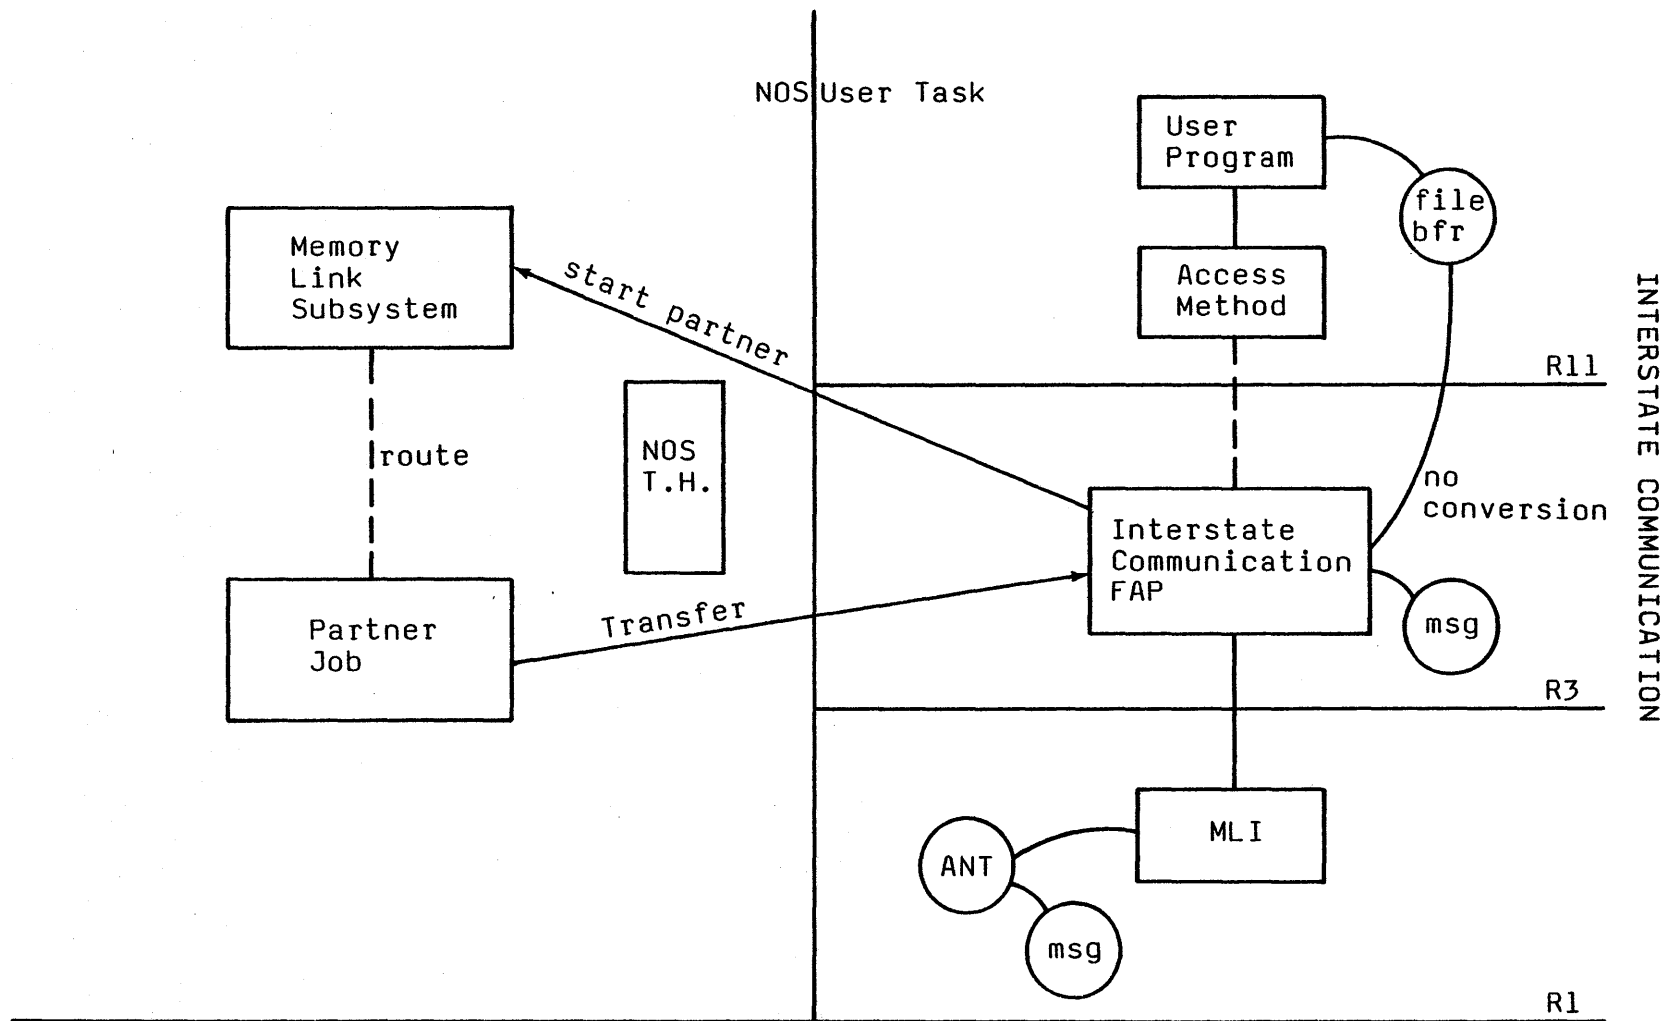 NOS User Task
User
Program
file
bfr
Memory
Link
Subsystem
start partner
Access
Method
R11
route
NOS
T.H.
no
conversion
Interstate
Communication
FAP
Partner
Job
Transfer
msg
R3
MLI
ANT
msg
R1
INTERSTATE COMMUNICATION